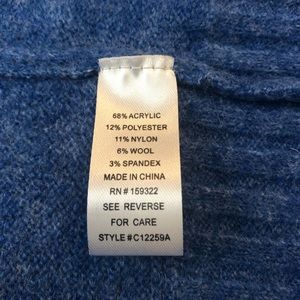 68% ACRYLIC
12% POLYESTER
11% NYLON
6% WOOL
3% SPANDEX
MADE IN CHINA
RN # 159322
SEE REVERSE
FOR CARE
STYLE#C12259A